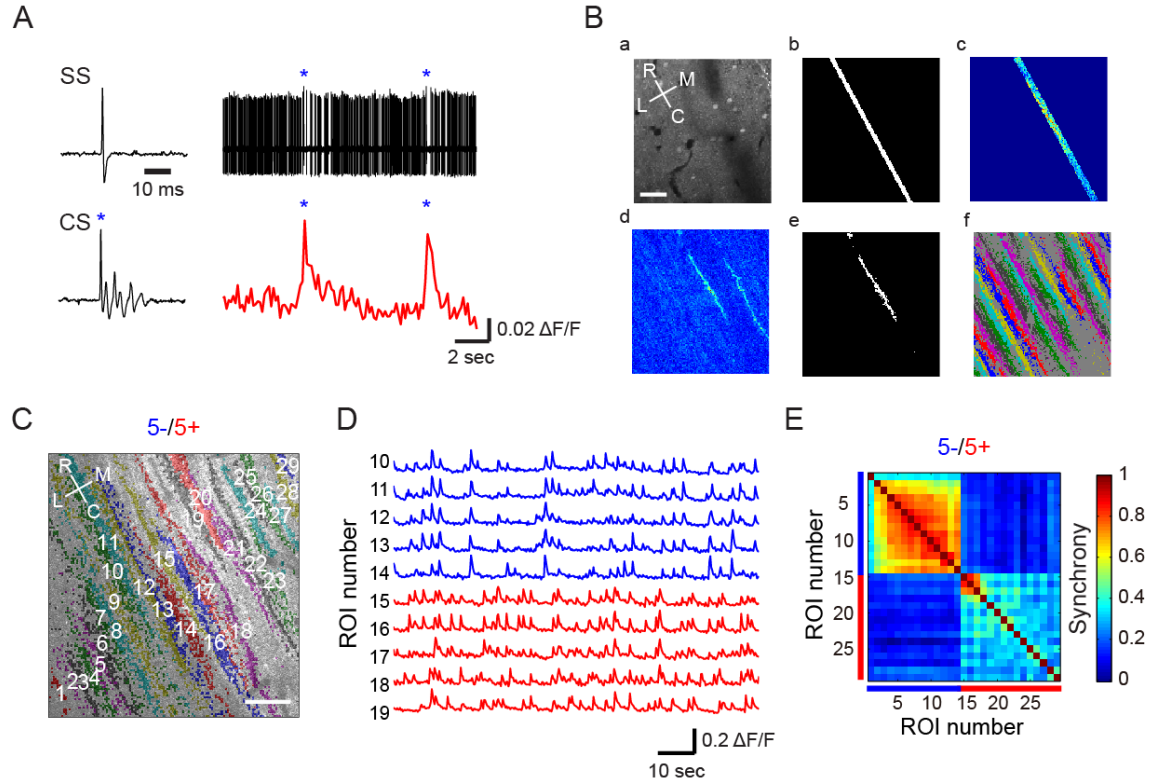 A
SS
*
*
10 ms
CS
*
*
*
0.02 ΔF/F
2 sec
B
a
R
M
L
C
b
c
d
e
f
C
5-/5+
R
M
L
C
29
25
26
28
24
27
20
19
21
22
23
11
15
10
12
17
9
13
7
8
14
16
18
6
5
234
1
D
ROI number
10
11
12
13
14
15
16
17
18
19
0.2 ΔF/F
10 sec
E
5-/5+
ROI number
5
10
15
20
25
5
10
15
20
25
ROI number
1
0.8
0.6
0.4
0.2
0
Synchrony